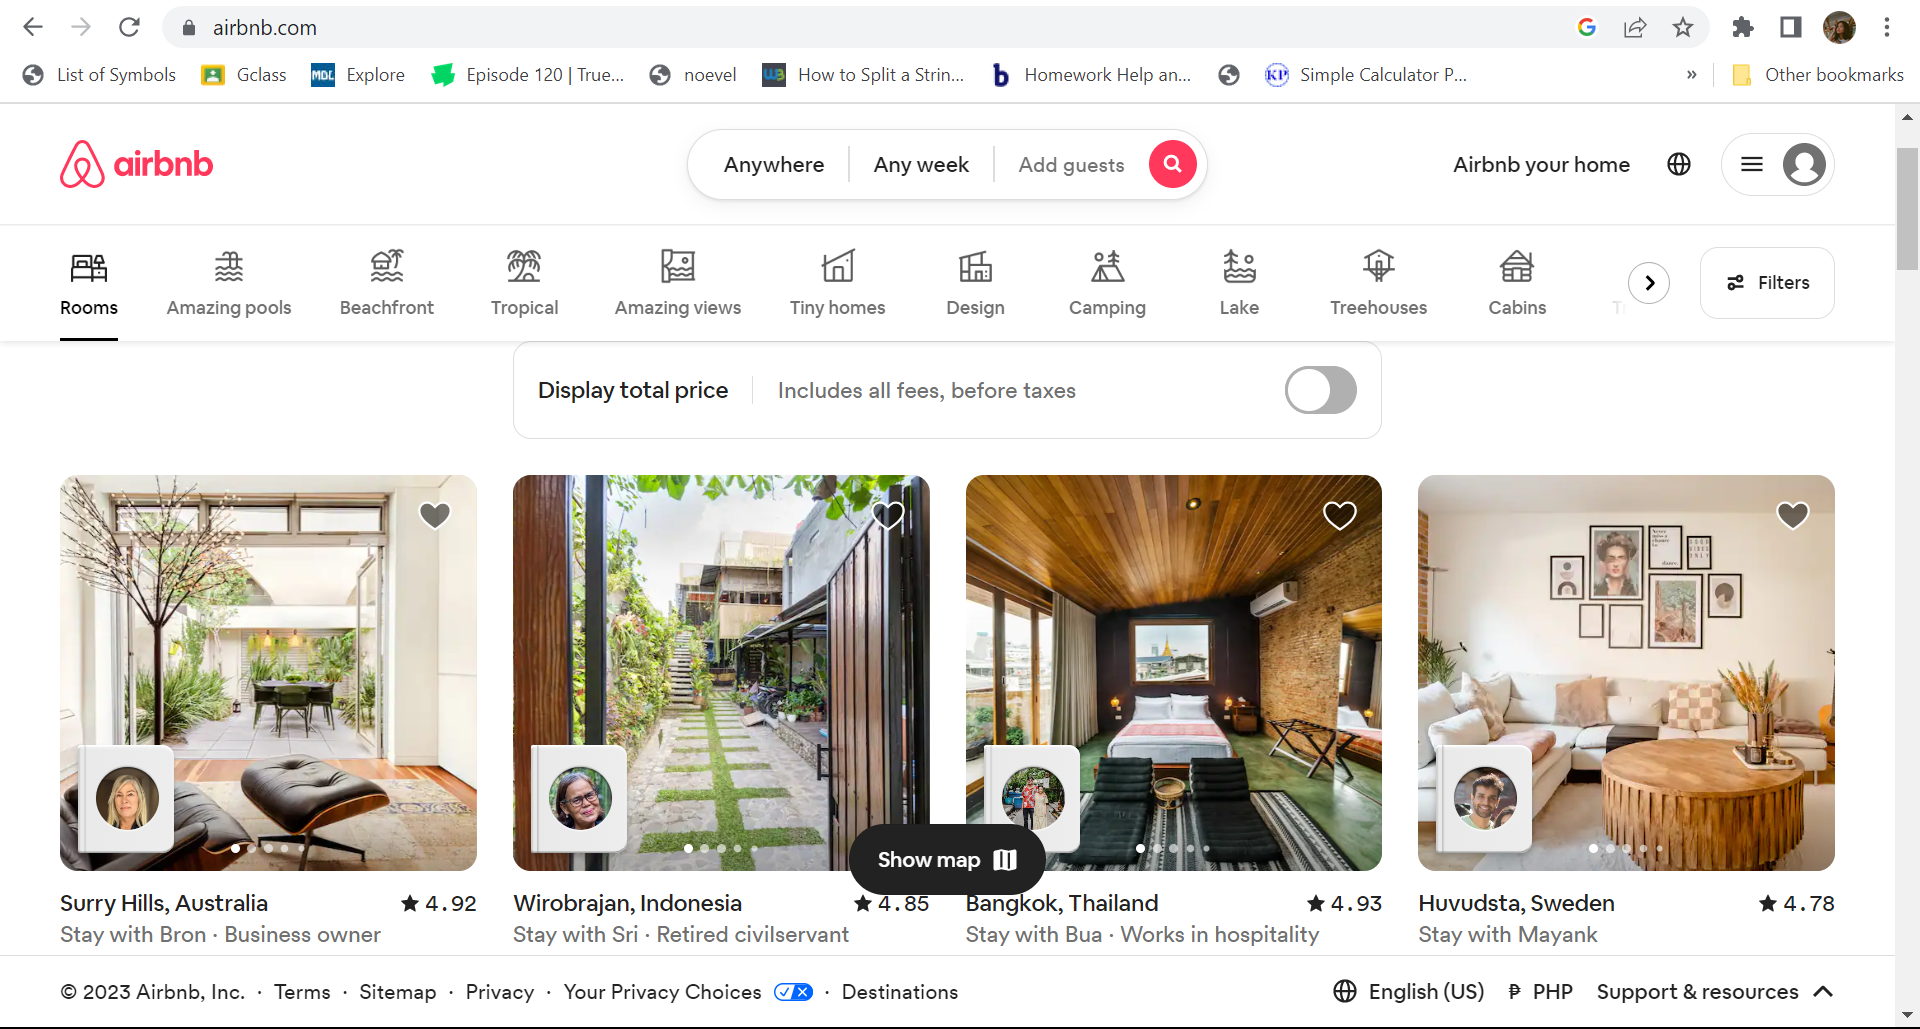 airbnb.com
List of Symbols Gclass MDL Explore Episode 120 | True... noevel W3 How to Split a Strin... b Homework Help an... KP Simple Calculator P... » Other bookmarks
airbnb Anywhere Any week Add guests Airbnb your home
Rooms Amazing pools Beachfront Tropical Amazing views Tiny homes Design Camping Lake Treehouses Cabins Filters
Display total price Includes all fees, before taxes
Show map
Surry Hills, Australia ★ 4.92 Wirobrajan, Indonesia ★ 4.85 Bangkok, Thailand ★ 4.93 Huvudsta, Sweden ★ 4.78
Stay with Bron · Business owner Stay with Sri · Retired civilservant Stay with Bua · Works in hospitality Stay with Mayank
© 2023 Airbnb, Inc. · Terms · Sitemap · Privacy · Your Privacy Choices · Destinations English (US) ₱ PHP Support & resources